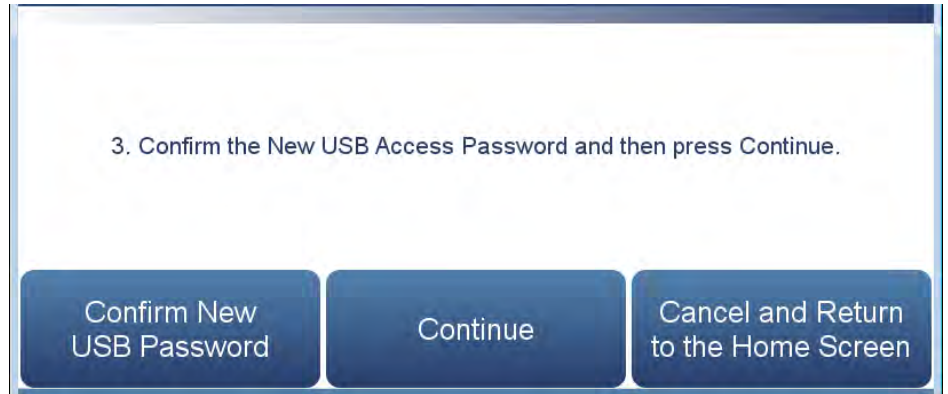 3. Confirm the New USB Access Password and then press Continue.
Confirm New
USB Password
Continue
Cancel and Return
to the Home Screen